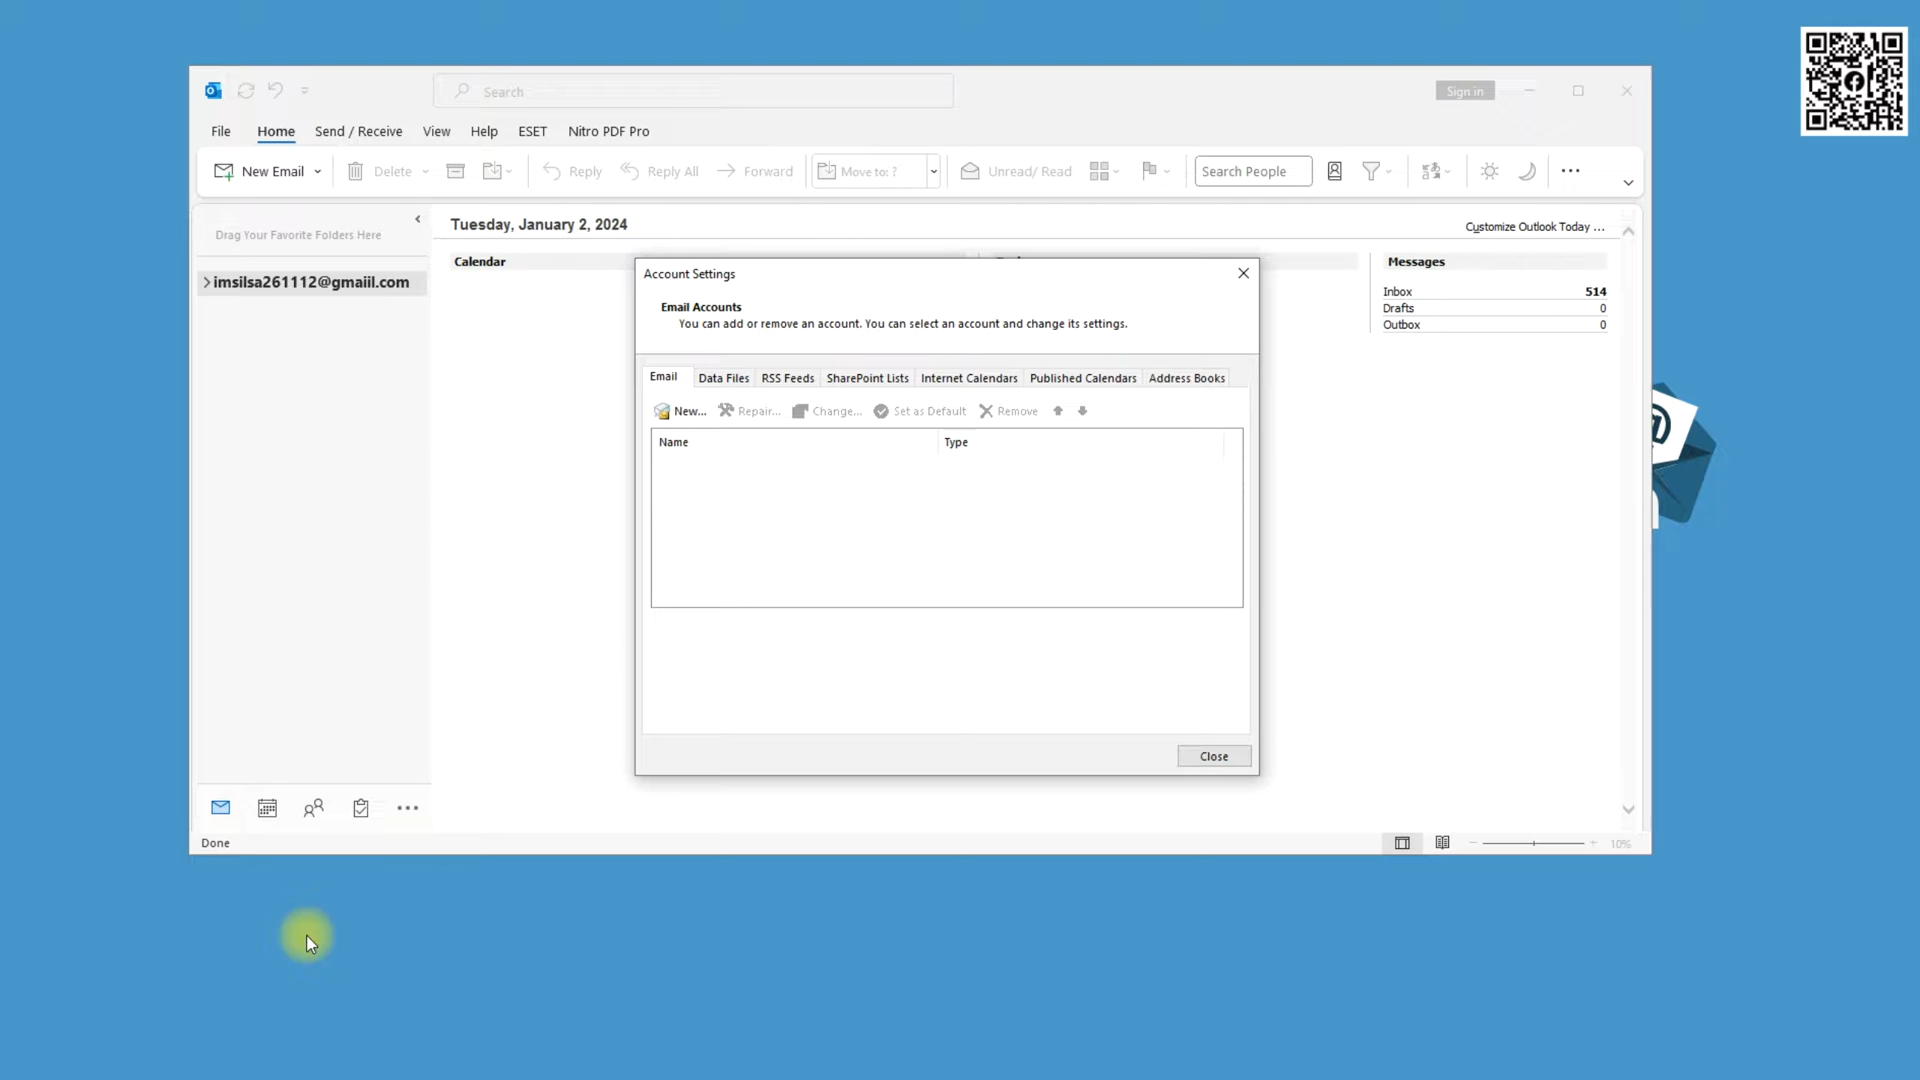 Search
Sign in
File Home Send / Receive View Help ESET Nitro PDF Pro
New Email Delete Reply Reply All Forward Move to: ? Unread/ Read Search People
Drag Your Favorite Folders Here
imsilsa261112@gmaiil.com
Tuesday, January 2, 2024
Customize Outlook Today ...
Calendar
Messages
Inbox 514
Drafts 0
Outbox 0
Account Settings
Email Accounts
You can add or remove an account. You can select an account and change its settings.
Email Data Files RSS Feeds SharePoint Lists Internet Calendars Published Calendars Address Books
New... Repair... Change... Set as Default Remove
Name Type
Close
Done
10%